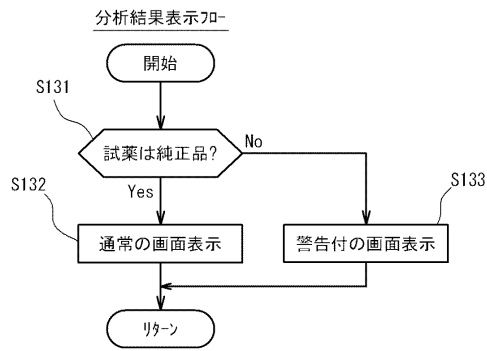 分析結果表示ﾌﾛｰ
開始
S131
試薬は純正品?
No
Yes
S132
通常の画面表示
S133
警告付の画面表示
ﾘﾀｰﾝ